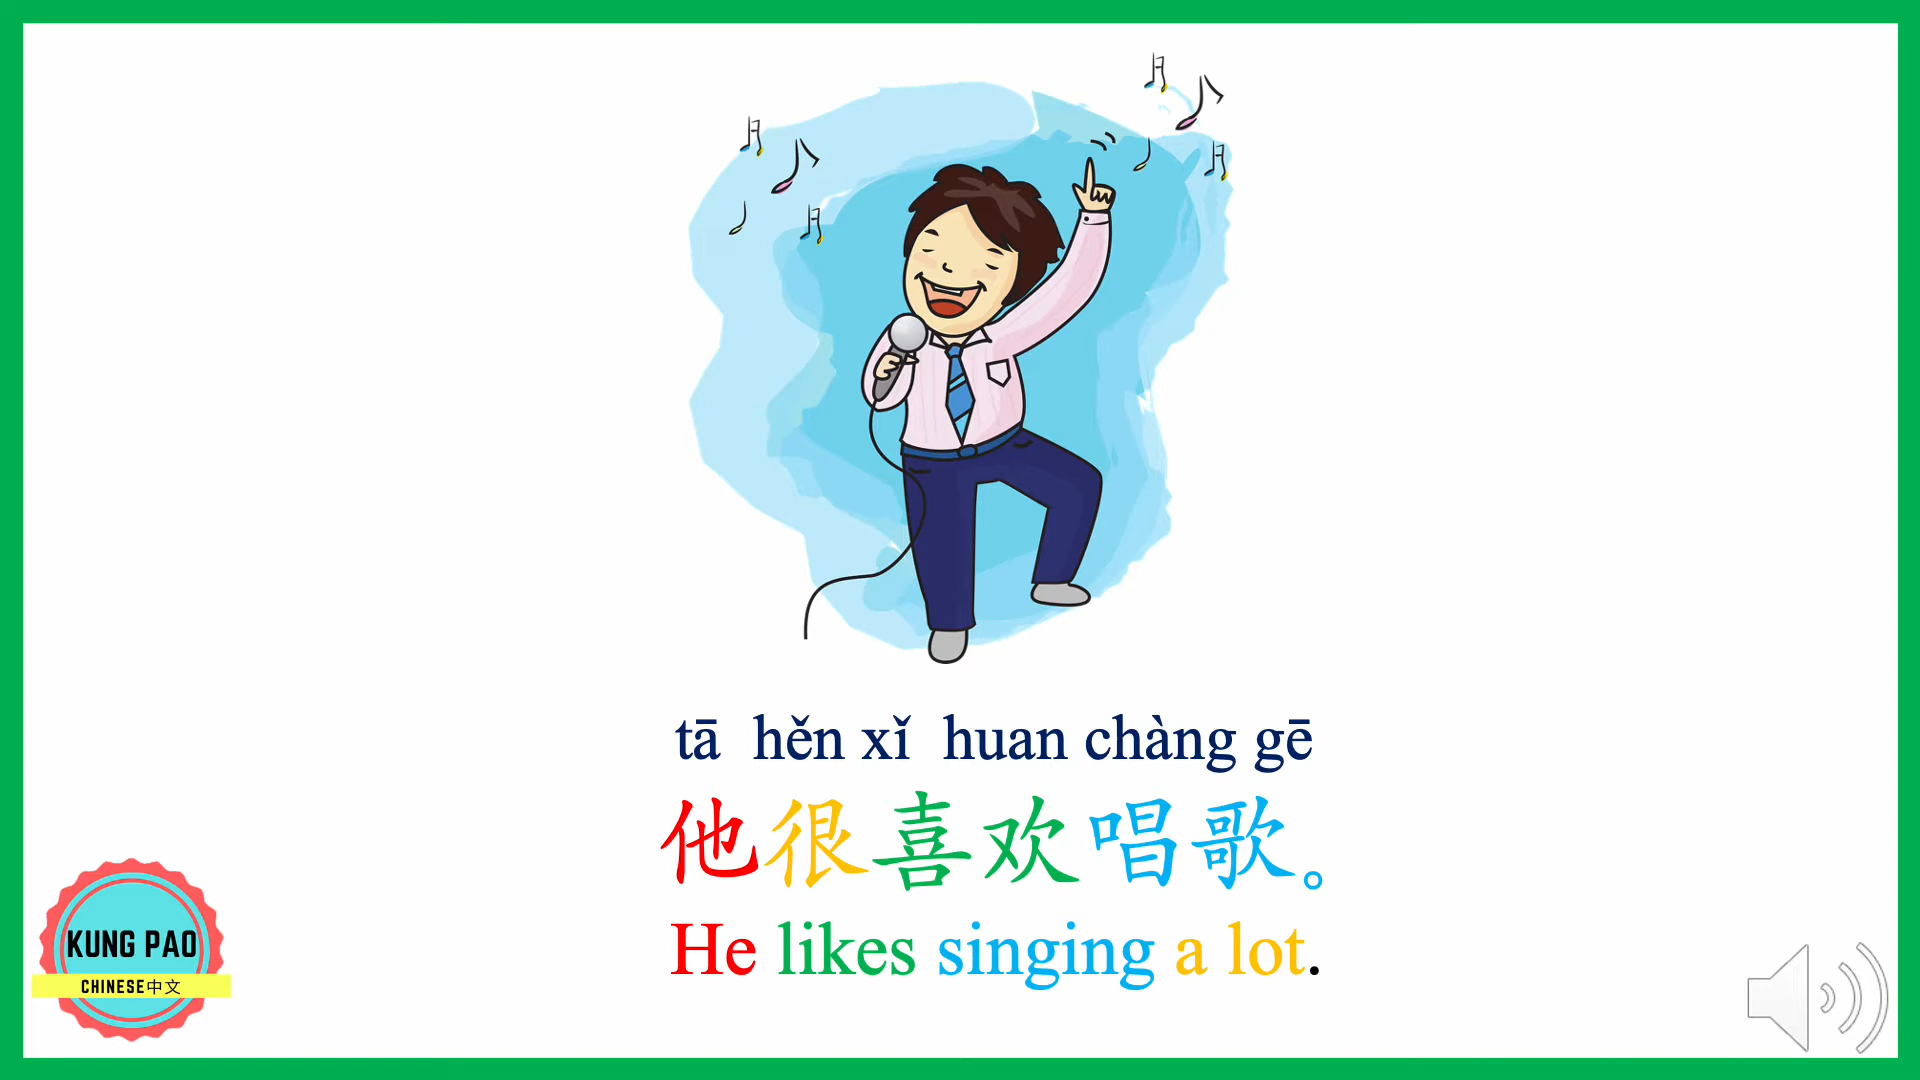 tā hěn xǐ huan chàng gē
他很喜欢唱歌。
He likes singing a lot.
KUNG PAO
CHINESE中文